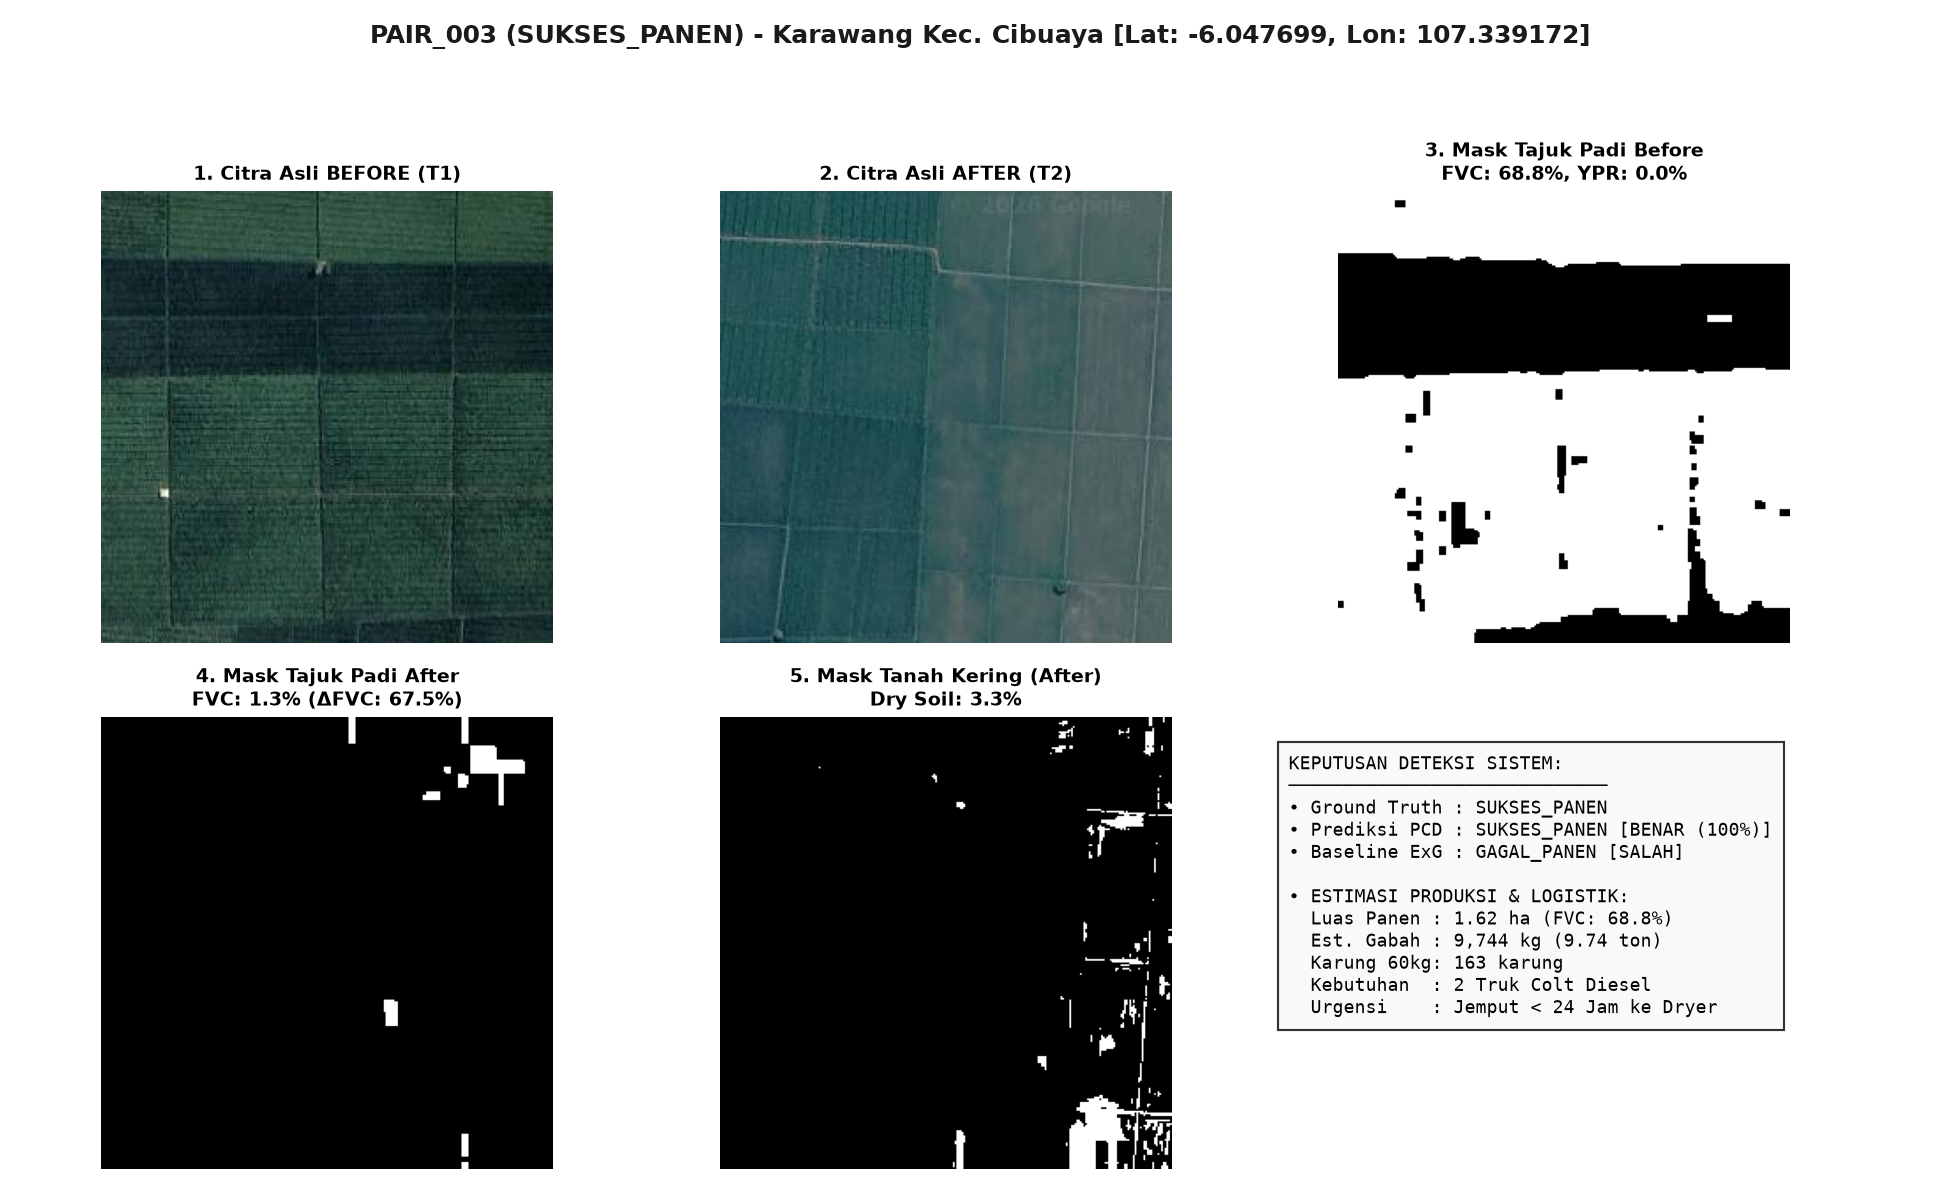 PAIR_003 (SUKSES_PANEN) - Karawang Kec. Cibuaya [Lat: -6.047699, Lon: 107.339172]
1. Citra Asli BEFORE (T1)
2. Citra Asli AFTER (T2)
© 2026 Google
3. Mask Tajuk Padi Before
FVC: 68.8%, YPR: 0.0%
4. Mask Tajuk Padi After
FVC: 1.3% (ΔFVC: 67.5%)
5. Mask Tanah Kering (After)
Dry Soil: 3.3%
KEPUTUSAN DETEKSI SISTEM:
• Ground Truth : SUKSES_PANEN
• Prediksi PCD : SUKSES_PANEN [BENAR (100%)]
• Baseline ExG : GAGAL_PANEN [SALAH]
• ESTIMASI PRODUKSI & LOGISTIK:
Luas Panen : 1.62 ha (FVC: 68.8%)
Est. Gabah : 9,744 kg (9.74 ton)
Karung 60kg: 163 karung
Kebutuhan  : 2 Truk Colt Diesel
Urgensi    : Jemput < 24 Jam ke Dryer